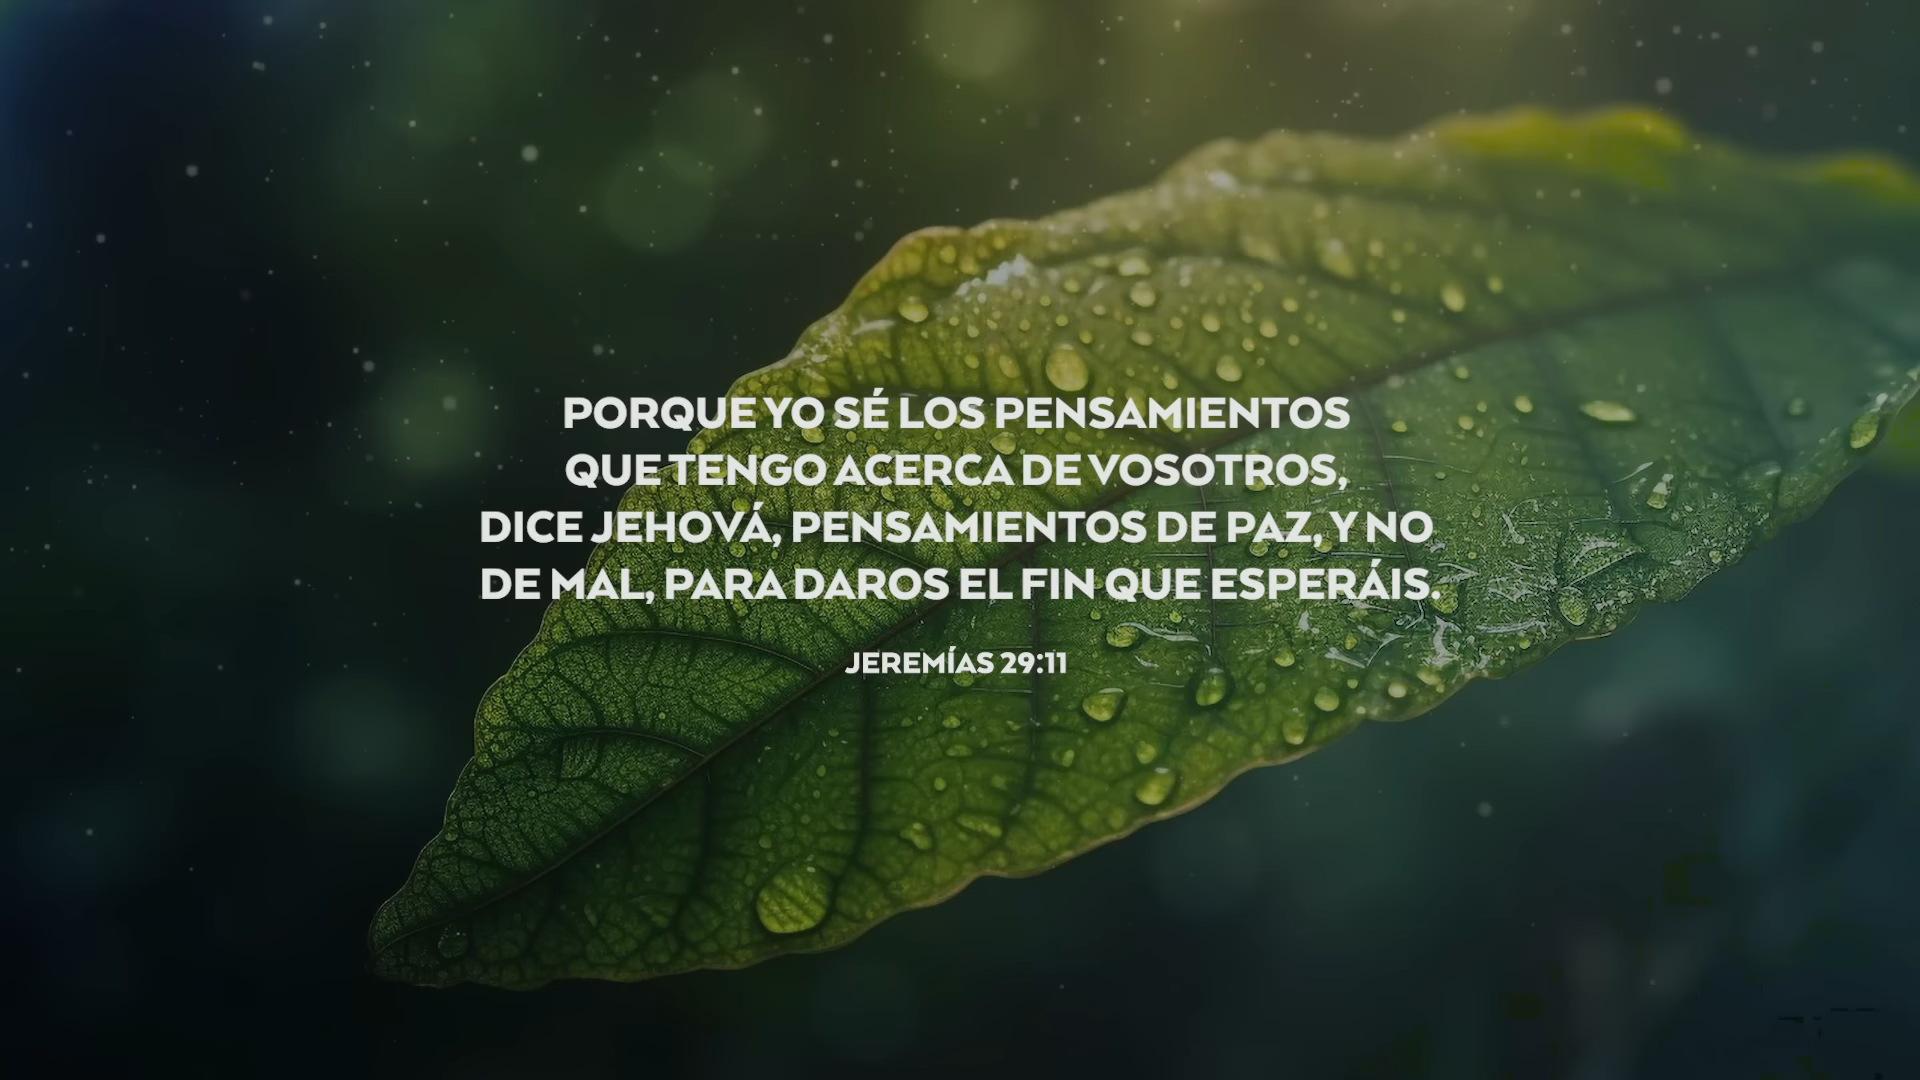 PORQUE YO SÉ LOS PENSAMIENTOS
QUE TENGO ACERCA DE VOSOTROS,
DICE JEHOVÁ, PENSAMIENTOS DE PAZ, Y NO
DE MAL, PARA DAROS EL FIN QUE ESPERÁIS.
JEREMÍAS 29:11